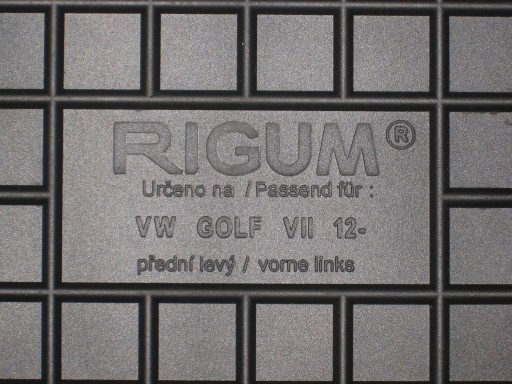 RIGUM®
Určeno na / Passend für :
VW GOLF VII 12-
přední levý / vorne links